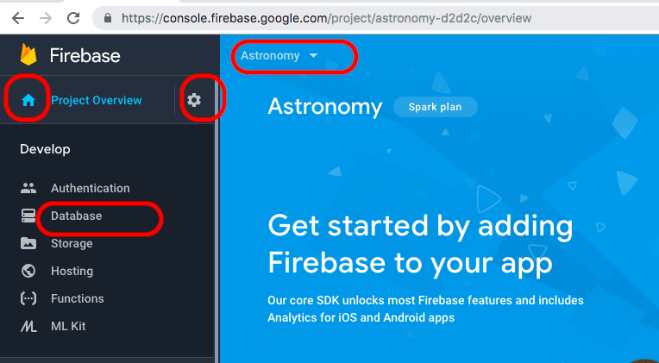 https://console.firebase.google.com/project/astronomy-d2d2c/overview
Firebase
Astronomy
Project Overview
Astronomy
Spark plan
Develop
Authentication
Database
Storage
Hosting
Functions
ML Kit
Get started by adding
Firebase to your app
Our core SDK unlocks most Firebase features and includes
Analytics for iOS and Android apps